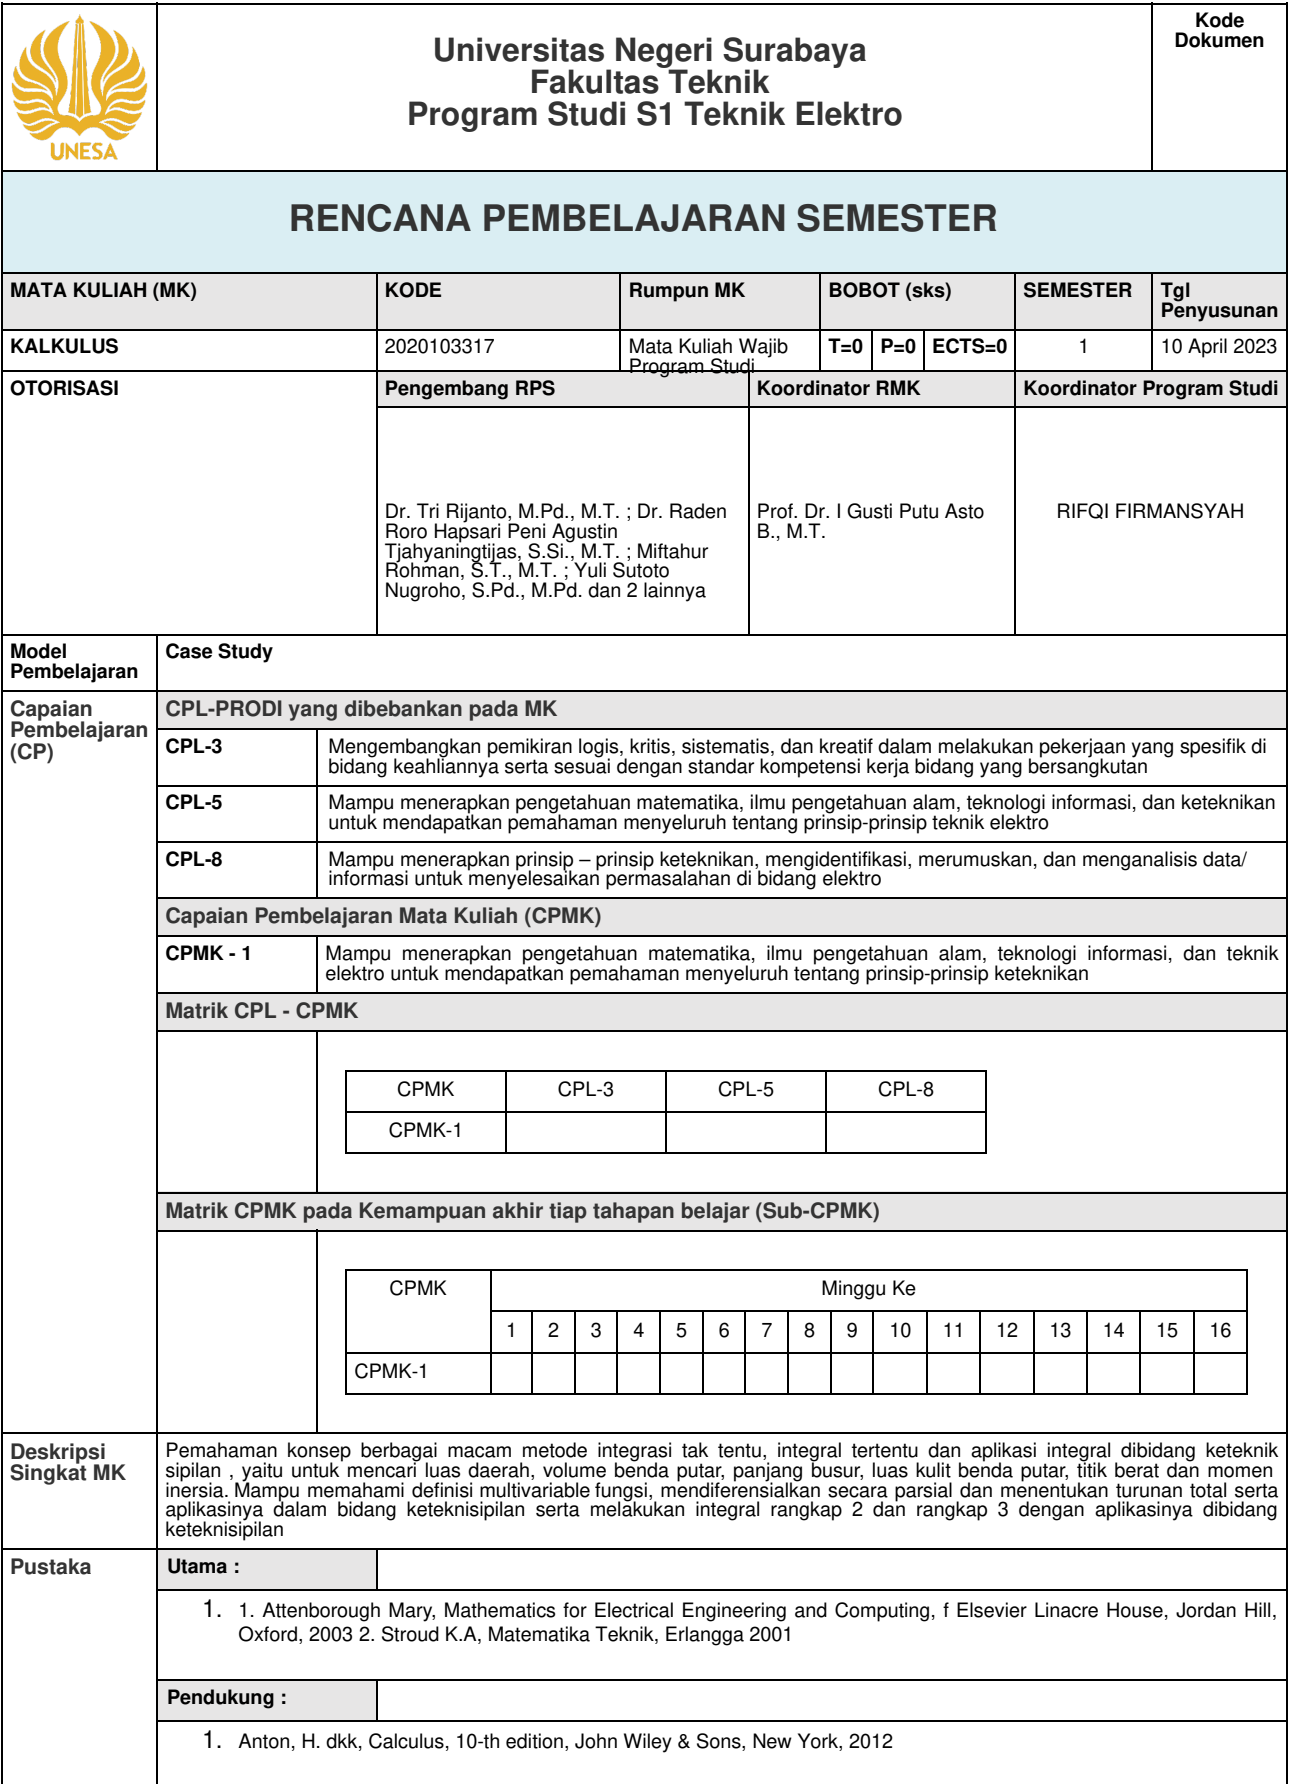 UNESA
Universitas Negeri Surabaya
Fakultas Teknik
Program Studi S1 Teknik Elektro
Kode
Dokumen
RENCANA PEMBELAJARAN SEMESTER
MATA KULIAH (MK) KODE Rumpun MK BOBOT (sks) SEMESTER Tgl
Penyusunan
KALKULUS 2020103317 Mata Kuliah Wajib
Program Studi
T=0 P=0 ECTS=0 1 10 April 2023
OTORISASI Pengembang RPS Koordinator RMK Koordinator Program Studi
Dr. Tri Rijanto, M.Pd., M.T. ; Dr. Raden
Roro Hapsari Peni Agustin
Tjahyaningtijas, S.Si., M.T. ; Miftahur
Rohman, S.T., M.T. ; Yuli Sutoto
Nugroho, S.Pd., M.Pd. dan 2 lainnya
Prof. Dr. I Gusti Putu Asto
B., M.T.
RIFQI FIRMANSYAH
Model
Pembelajaran
Case Study
Capaian
Pembelajaran
(CP)
CPL-PRODI yang dibebankan pada MK
CPL-3 Mengembangkan pemikiran logis, kritis, sistematis, dan kreatif dalam melakukan pekerjaan yang spesifik di
bidang keahliannya serta sesuai dengan standar kompetensi kerja bidang yang bersangkutan
CPL-5 Mampu menerapkan pengetahuan matematika, ilmu pengetahuan alam, teknologi informasi, dan keteknikan
untuk mendapatkan pemahaman menyeluruh tentang prinsip-prinsip teknik elektro
CPL-8 Mampu menerapkan prinsip – prinsip keteknikan, mengidentifikasi, merumuskan, dan menganalisis data/
informasi untuk menyelesaikan permasalahan di bidang elektro
Capaian Pembelajaran Mata Kuliah (CPMK)
CPMK - 1 Mampu menerapkan pengetahuan matematika, ilmu pengetahuan alam, teknologi informasi, dan teknik
elektro untuk mendapatkan pemahaman menyeluruh tentang prinsip-prinsip keteknikan
Matrik CPL - CPMK
CPMK CPL-3 CPL-5 CPL-8
CPMK-1
Matrik CPMK pada Kemampuan akhir tiap tahapan belajar (Sub-CPMK)
CPMK Minggu Ke
1 2 3 4 5 6 7 8 9 10 11 12 13 14 15 16
CPMK-1
Deskripsi
Singkat MK
Pemahaman konsep berbagai macam metode integrasi tak tentu, integral tertentu dan aplikasi integral dibidang keteknik
sipilan , yaitu untuk mencari luas daerah, volume benda putar, panjang busur, luas kulit benda putar, titik berat dan momen
inersia. Mampu memahami definisi multivariable fungsi, mendiferensialkan secara parsial dan menentukan turunan total serta
aplikasinya dalam bidang keteknisipilan serta melakukan integral rangkap 2 dan rangkap 3 dengan aplikasinya dibidang
keteknisipilan
Pustaka Utama :
1. 1. Attenborough Mary, Mathematics for Electrical Engineering and Computing, f Elsevier Linacre House, Jordan Hill,
Oxford, 2003 2. Stroud K.A, Matematika Teknik, Erlangga 2001
Pendukung :
1. Anton, H. dkk, Calculus, 10-th edition, John Wiley & Sons, New York, 2012